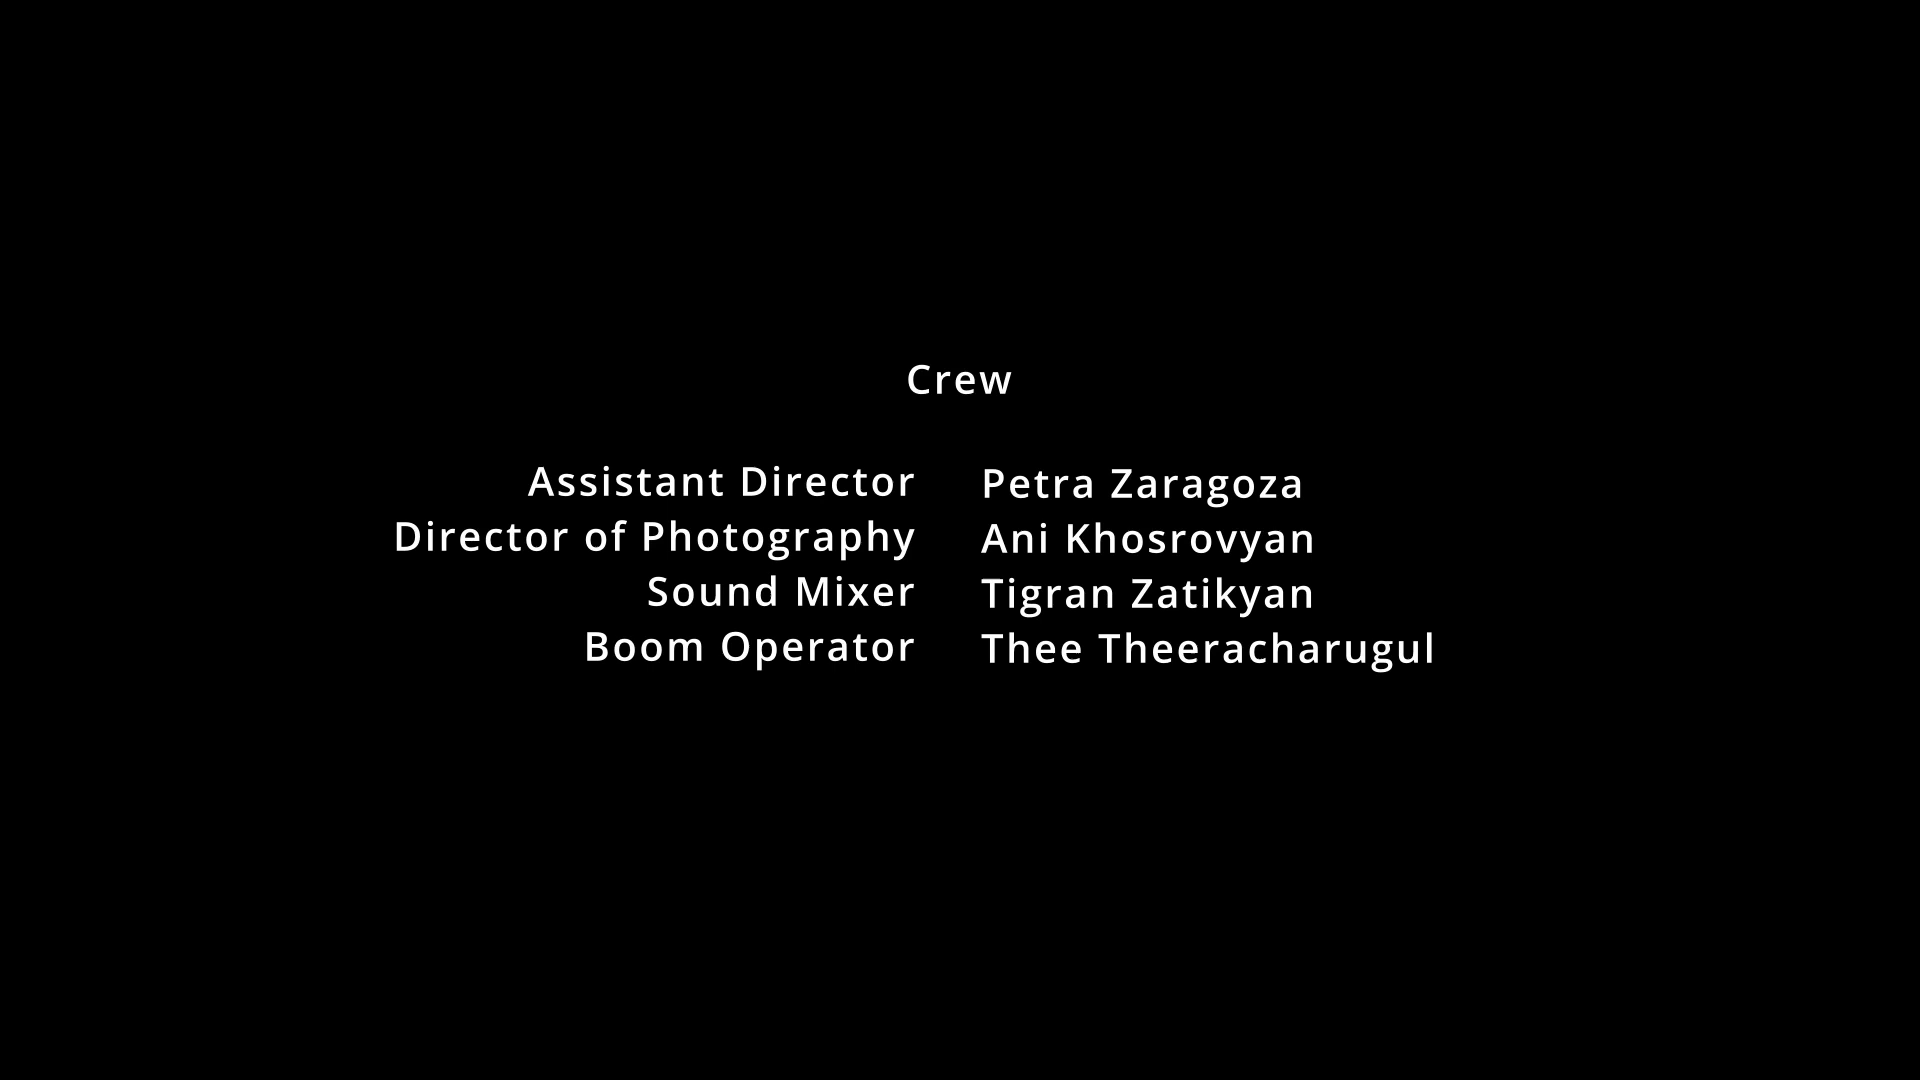 Crew
Assistant Director Petra Zaragoza
Director of Photography Ani Khosrovyan
Sound Mixer Tigran Zatikyan
Boom Operator Thee Theeracharugul